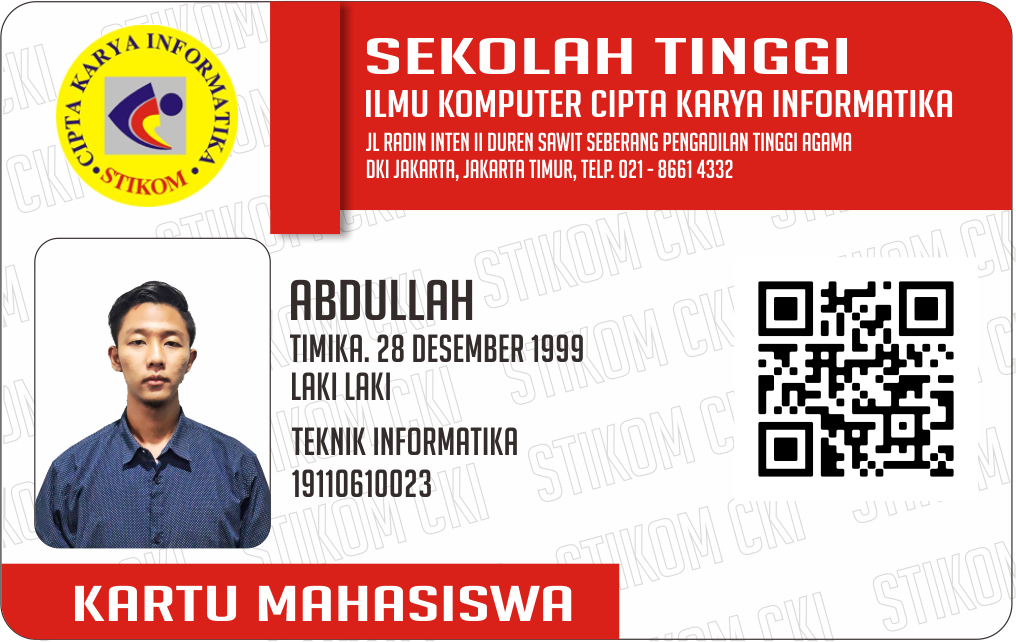 CIPTA KARYA INFORMATIKA
STIKOM
SEKOLAH TINGGI
ILMU KOMPUTER CIPTA KARYA INFORMATIKA
JL RADIN INTEN II DUREN SAWIT SEBERANG PENGADILAN TINGGI AGAMA
DKI JAKARTA, JAKARTA TIMUR, TELP. 021 - 8661 4332
ABDULLAH
TIMIKA. 28 DESEMBER 1999
LAKI LAKI
TEKNIK INFORMATIKA
19110610023
KARTU MAHASISWA
STIKOM CKI